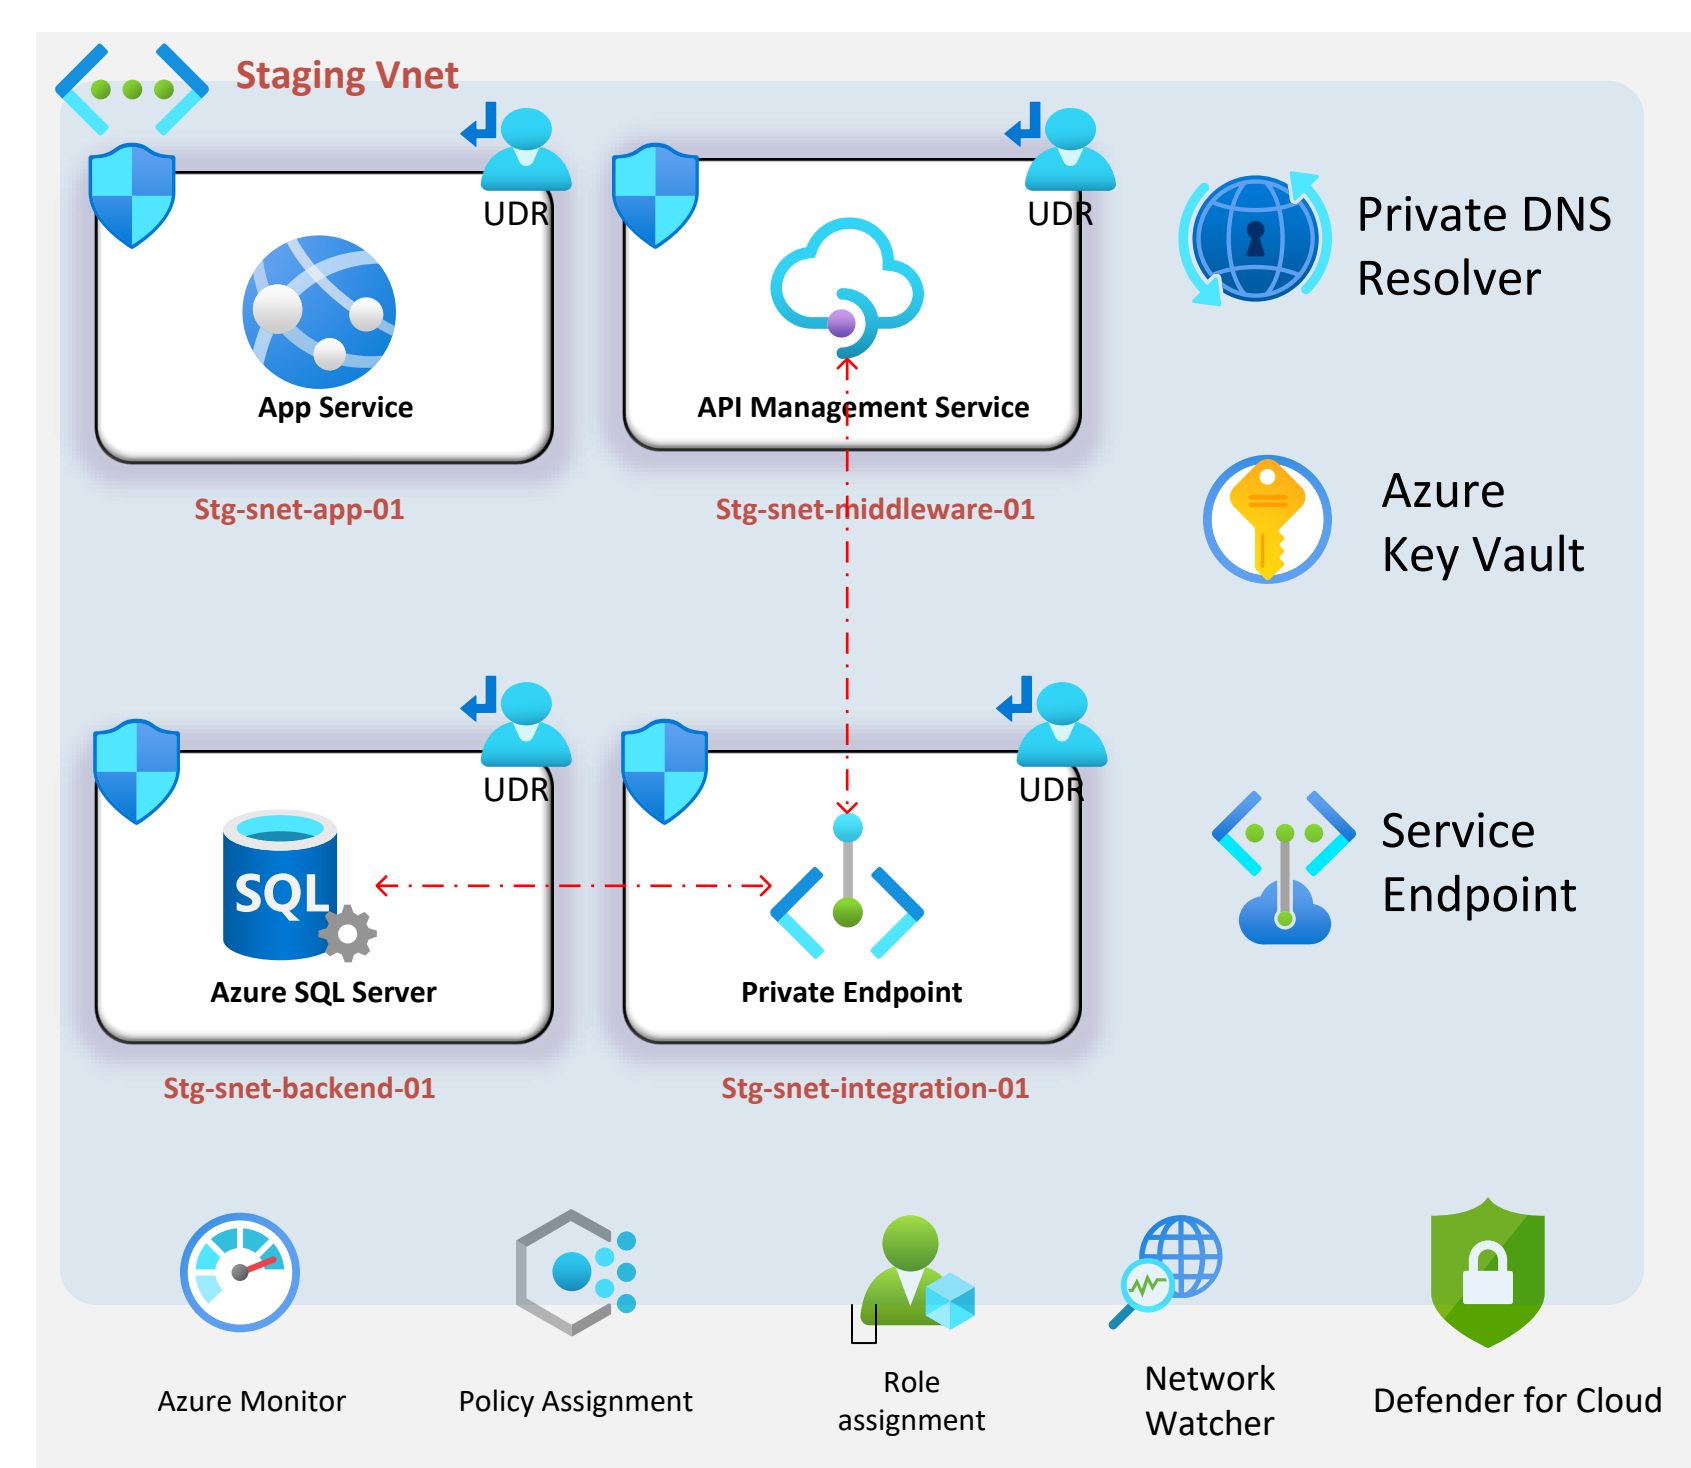 Staging Vnet
UDR
UDR
App Service
API Management Service
Stg-snet-app-01
Stg-snet-middleware-01
Private DNS
Resolver
Azure
Key Vault
UDR
UDR
SQL
Azure SQL Server
Private Endpoint
Stg-snet-backend-01
Stg-snet-integration-01
Service
Endpoint
Azure Monitor
Policy Assignment
Role
assignment
Network
Watcher
Defender for Cloud